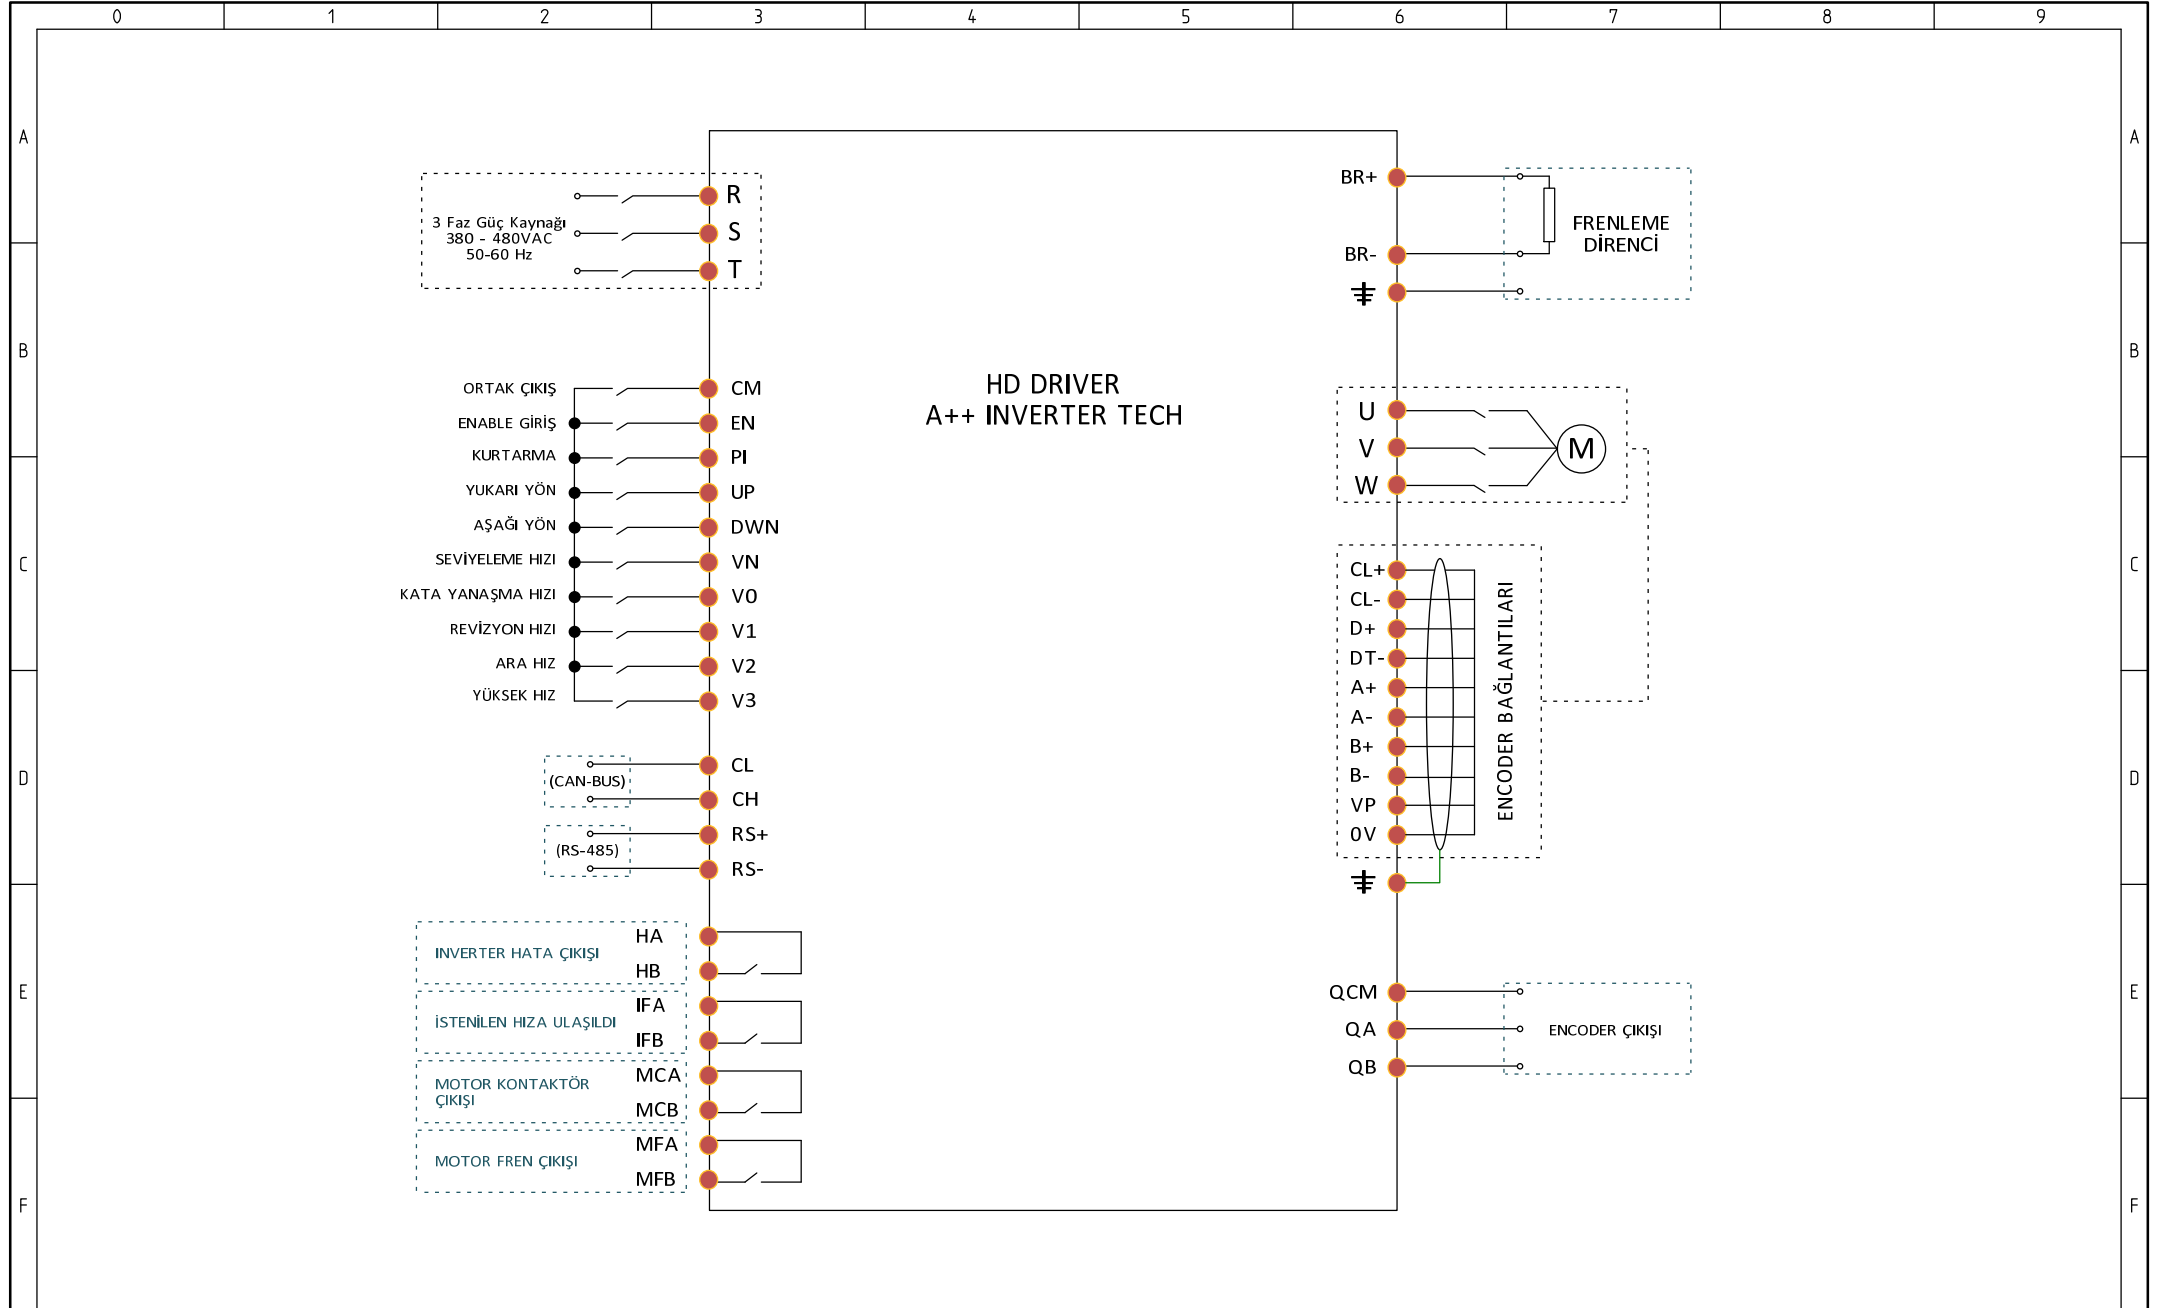 0 1 2 3 4 5 6 7 8 9
A A
B B
C C
D D
E E
F F
3 Faz Güç Kaynağı
380 - 480VAC
50-60 Hz
R
S
T
ORTAK ÇIKIŞ CM
ENABLE GİRİŞ EN
KURTARMA PI
YUKARI YÖN UP
AŞAĞI YÖN DWN
SEVİYELEME HIZI VN
KATA YANAŞMA HIZI V0
REVİZYON HIZI V1
ARA HIZ V2
YÜKSEK HIZ V3
(CAN-BUS)
CL
CH
(RS-485)
RS+
RS-
INVERTER HATA ÇIKIŞI
HA
HB
İSTENİLEN HIZA ULAŞILDI
IFA
IFB
MOTOR KONTAKTÖR
ÇIKIŞI
MCA
MCB
MOTOR FREN ÇIKIŞI
MFA
MFB
HD DRIVER
A++ INVERTER TECH
BR+
BR-
FRENLEME
DİRENCİ
U
V
W
M
CL+
CL-
D+
DT-
A+
A-
B+
B-
VP
0V
ENCODER BAĞLANTILARI
QCM
QA
QB
ENCODER ÇIKIŞI